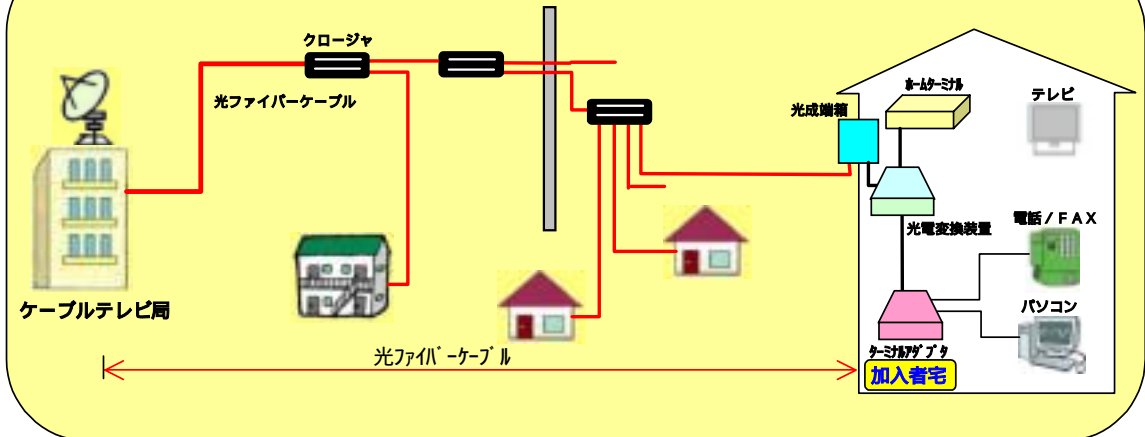 クロージャ
光ファイバーケーブル
ケーブルテレビ局
光ファイバーケーブル
光成端箱
ホームターミナル
テレビ
光電変換装置
電話/FAX
パソコン
ターミナルアダプタ
加入者宅